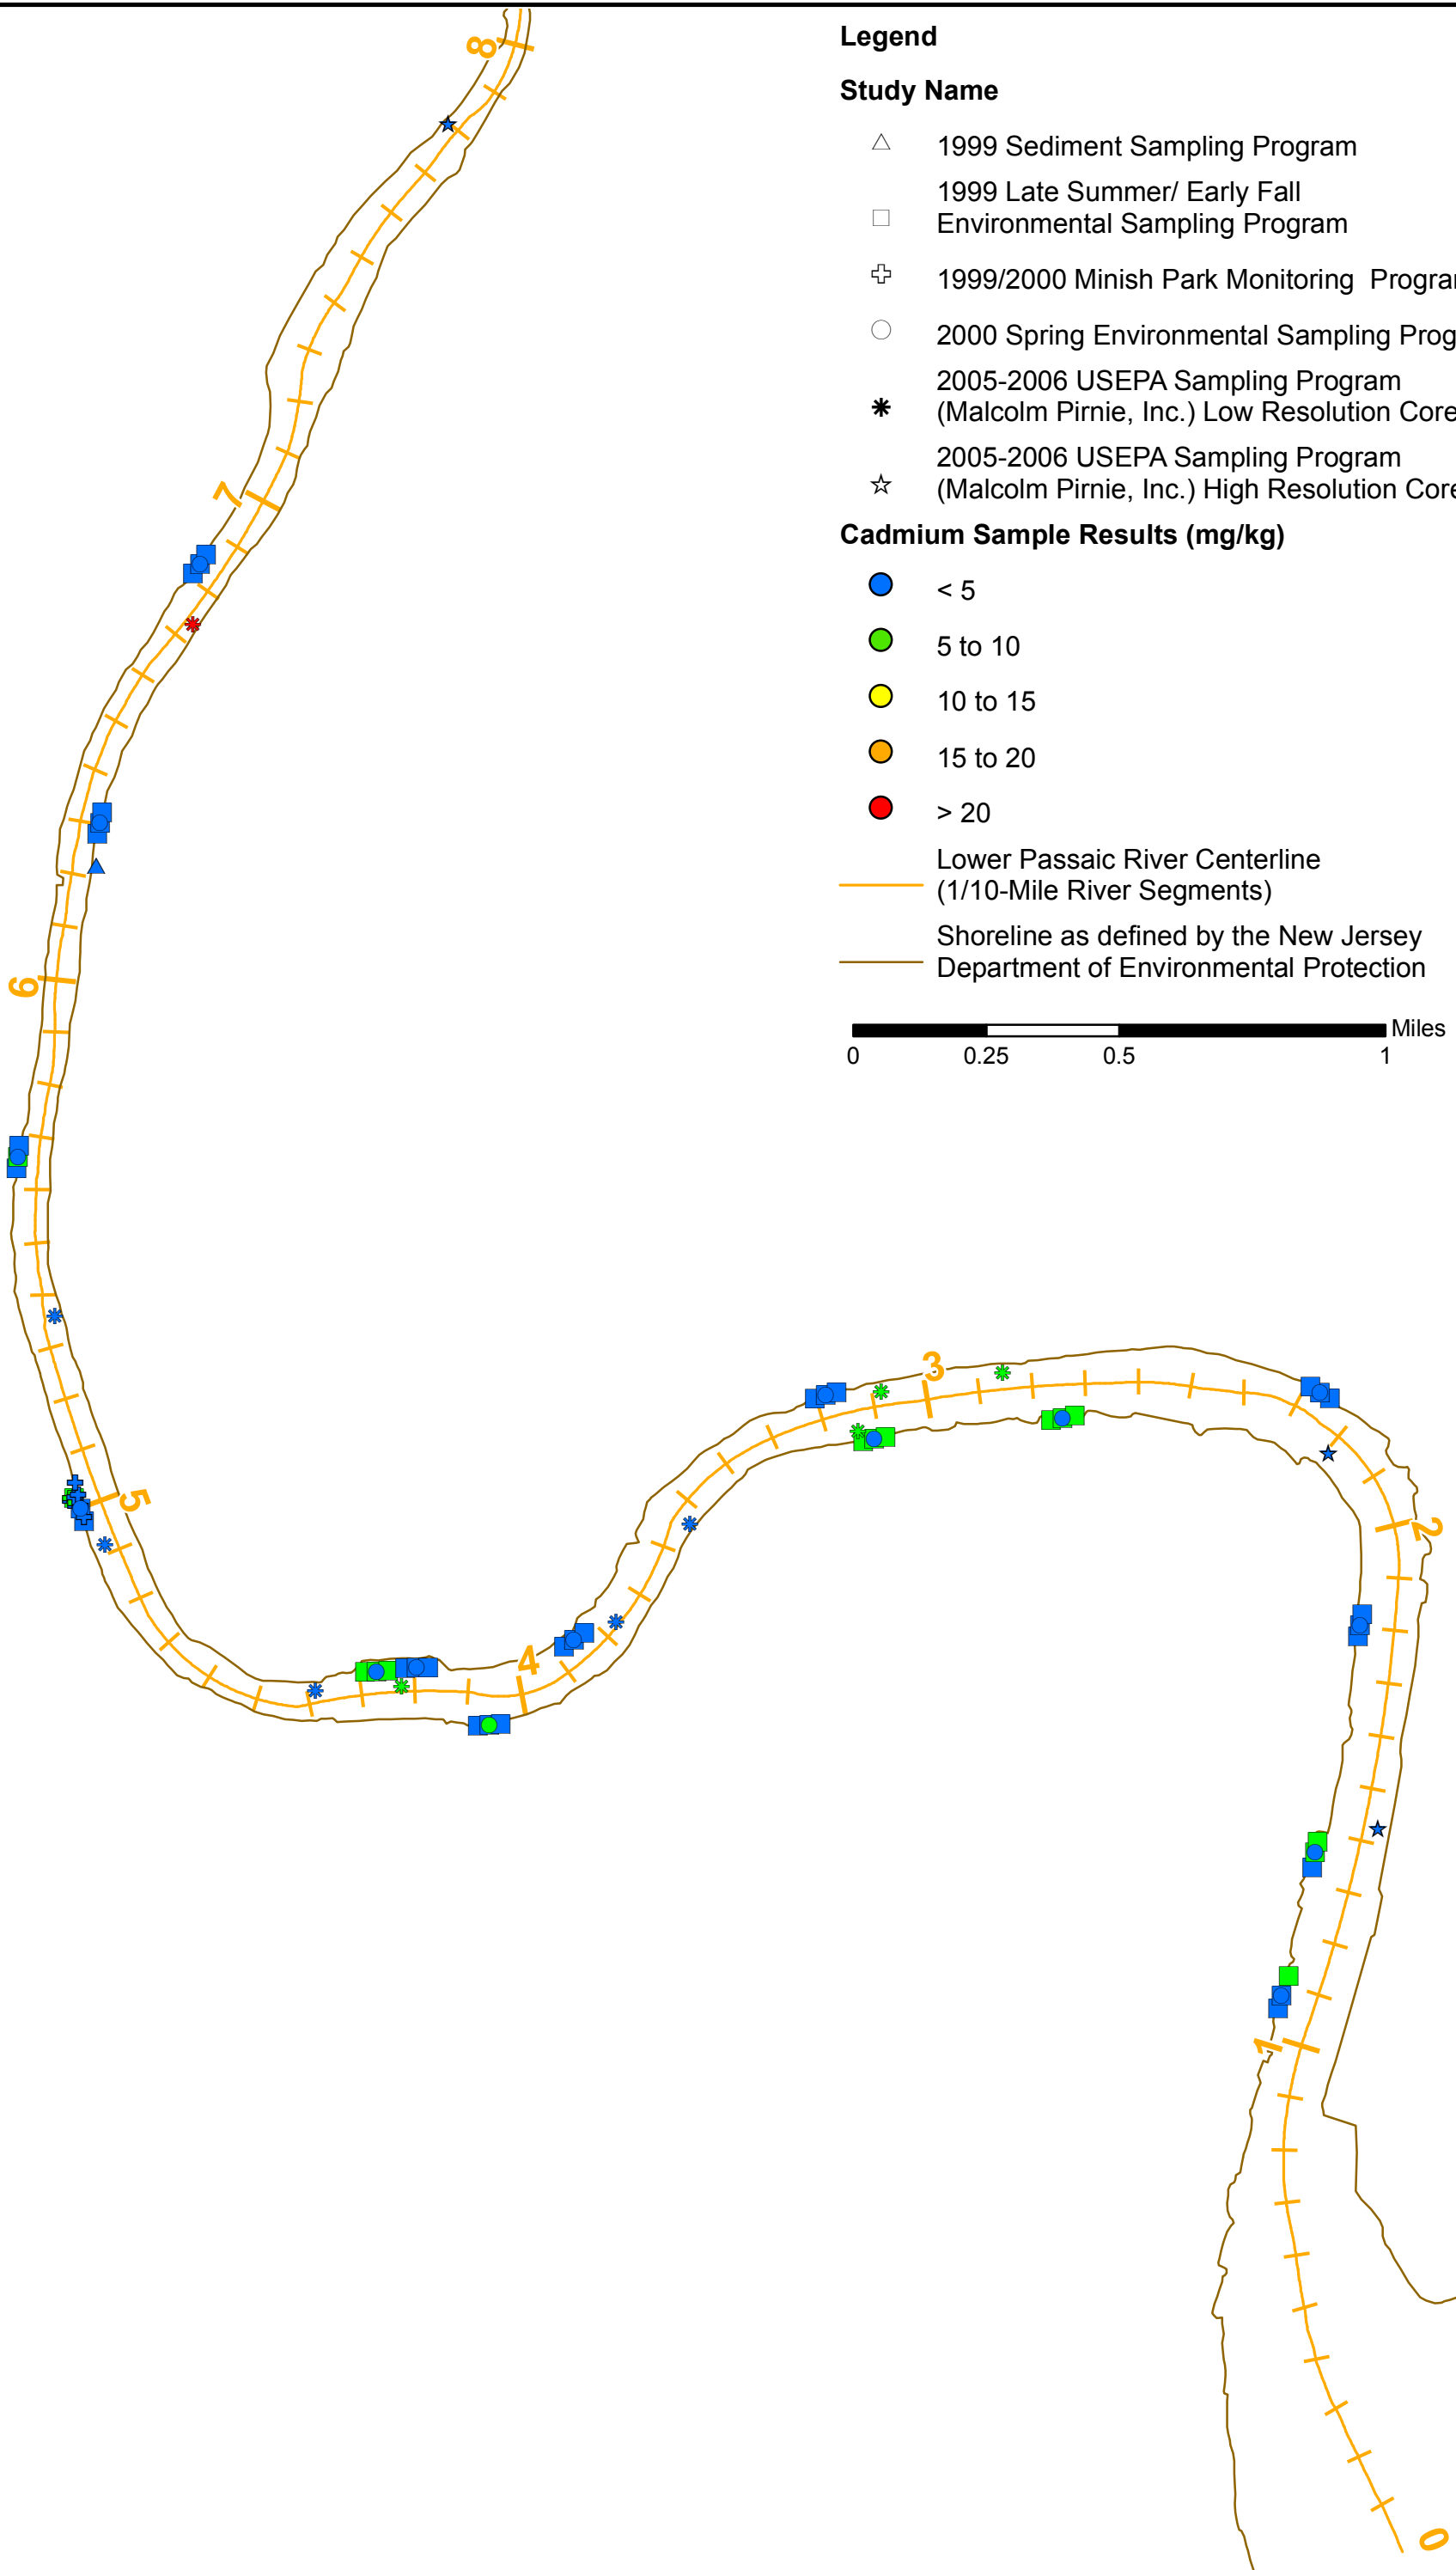 Legend
Study Name
1999 Sediment Sampling Program
1999 Late Summer/ Early Fall
Environmental Sampling Program
1999/2000 Minish Park Monitoring Progra
2000 Spring Environmental Sampling Prog
2005-2006 USEPA Sampling Program
(Malcolm Pirnie, Inc.) Low Resolution Core
2005-2006 USEPA Sampling Program
(Malcolm Pirnie, Inc.) High Resolution Core
Cadmium Sample Results (mg/kg)
< 5
5 to 10
10 to 15
15 to 20
> 20
Lower Passaic River Centerline
(1/10-Mile River Segments)
Shoreline as defined by the New Jersey
Department of Environmental Protection
Miles
0 0.25 0.5 1
8
7
6
5
4
3
2
1
0